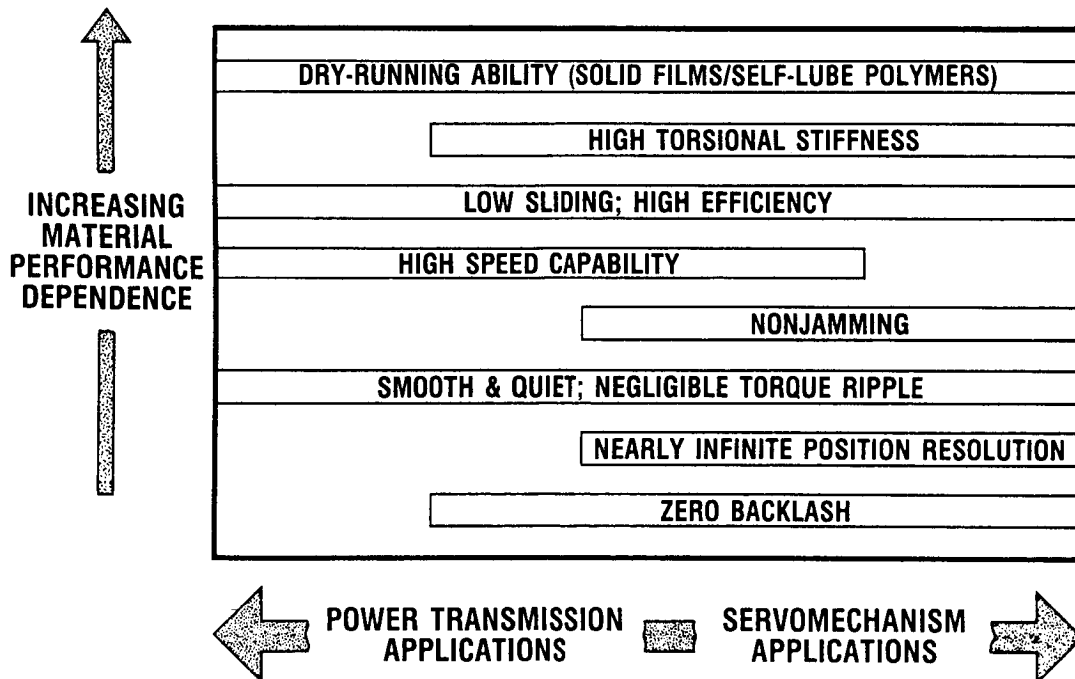 DRY-RUNNING ABILITY (SOLID FILMS/SELF-LUBE POLYMERS)
HIGH TORSIONAL STIFFNESS
LOW SLIDING; HIGH EFFICIENCY
HIGH SPEED CAPABILITY
NONJAMMING
SMOOTH & QUIET; NEGLIGIBLE TORQUE RIPPLE
NEARLY INFINITE POSITION RESOLUTION
ZERO BACKLASH
INCREASING
MATERIAL
PERFORMANCE
DEPENDENCE
POWER TRANSMISSION
APPLICATIONS
SERVOMECHANISM
APPLICATIONS